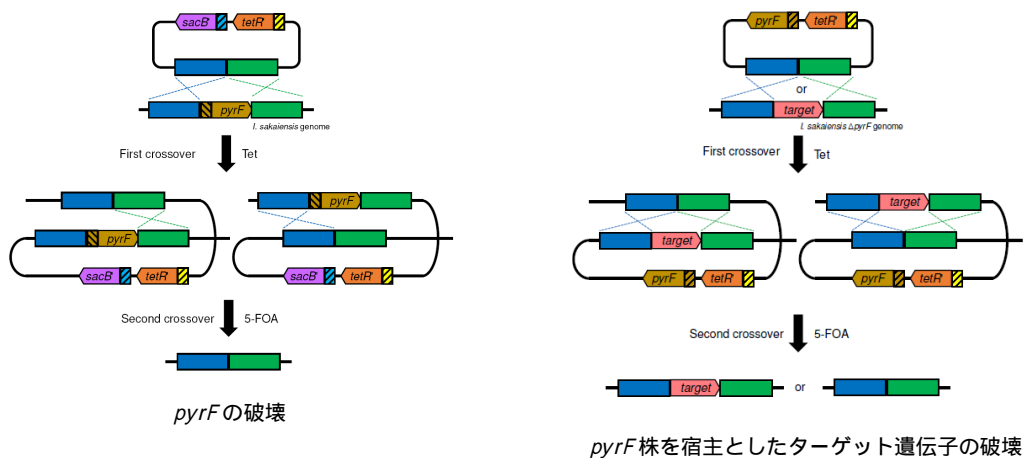 sacB tetR
pyrF
I. sakaiensis genome
First crossover Tet
pyrF
pyrF
sacB tetR
sacB tetR
Second crossover 5-FOA
pyrFの破壊
pyrF tetR
or
target
I. sakaiensis ΔpyrF genome
First crossover Tet
target
target
pyrF tetR
pyrF tetR
Second crossover 5-FOA
target or
pyrF株を宿主としたターゲット遺伝子の破壊